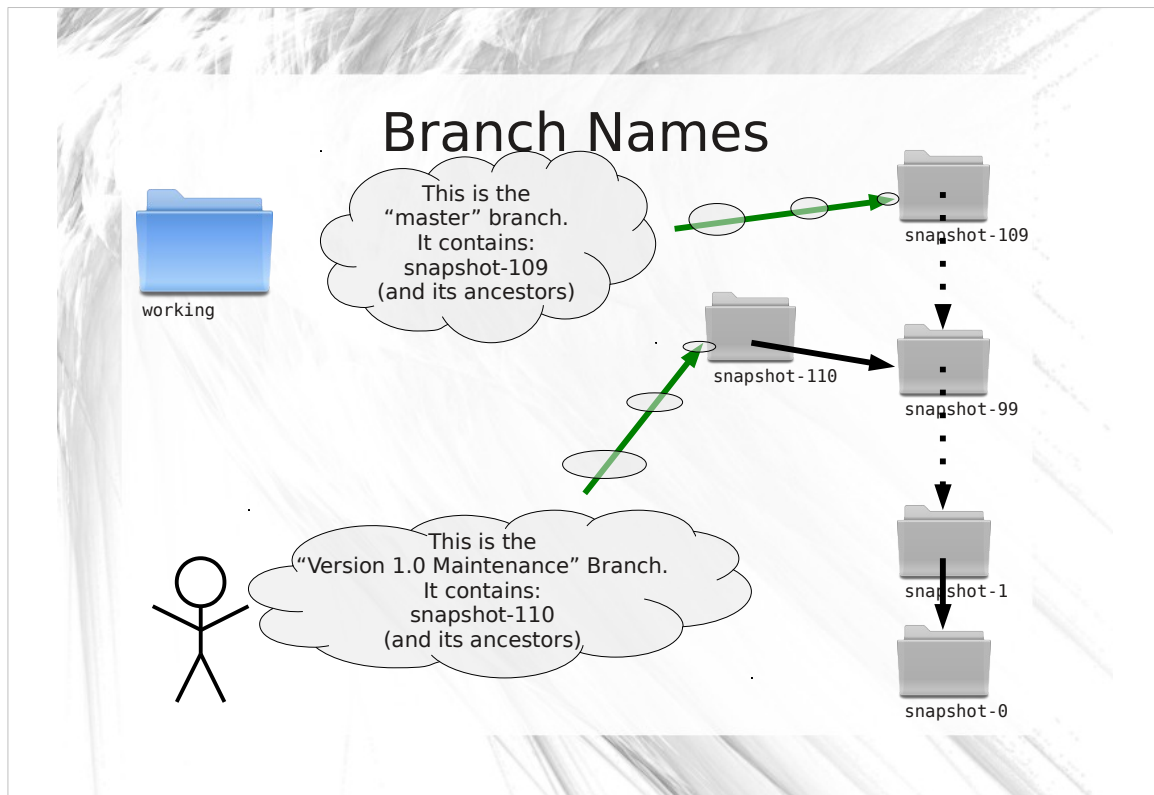 Branch Names
This is the
“master” branch.
It contains:
snapshot-109
(and its ancestors)
working
snapshot-109
snapshot-110
snapshot-99
This is the
“Version 1.0 Maintenance” Branch.
It contains:
snapshot-110
(and its ancestors)
snapshot-1
snapshot-0